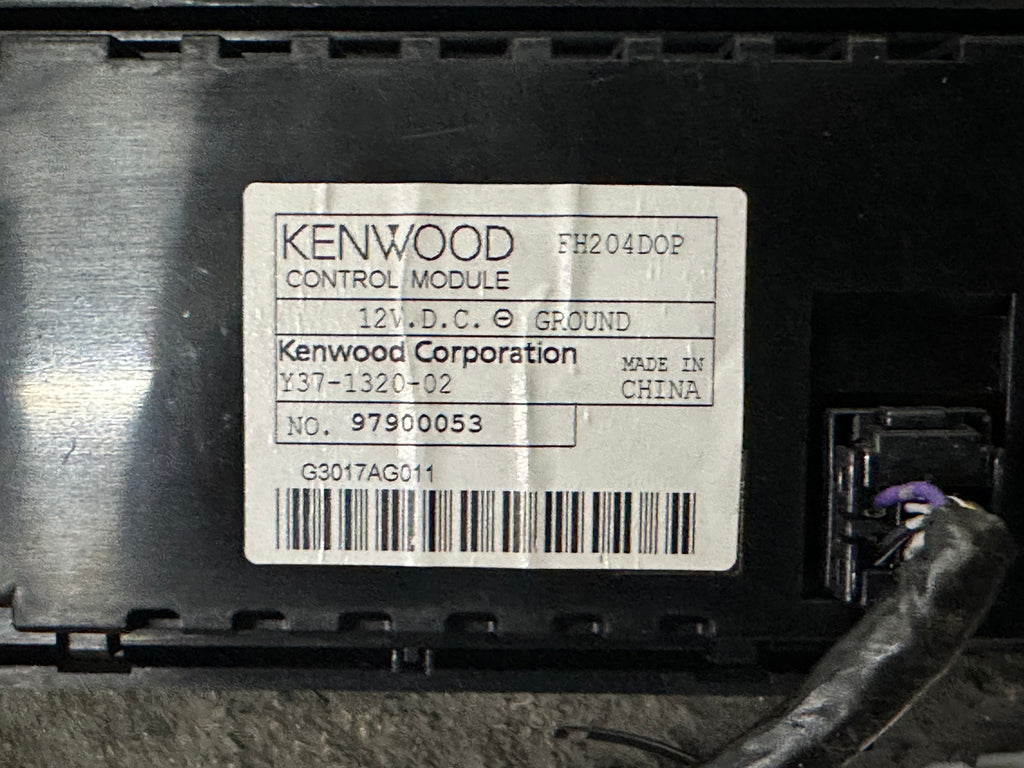 KENWOOD FH204DOP
CONTROL MODULE
12V.D.C. ⊖ GROUND
Kenwood Corporation
Y37-1320-02
MADE IN
CHINA
NO. 97900053
G3017AG011